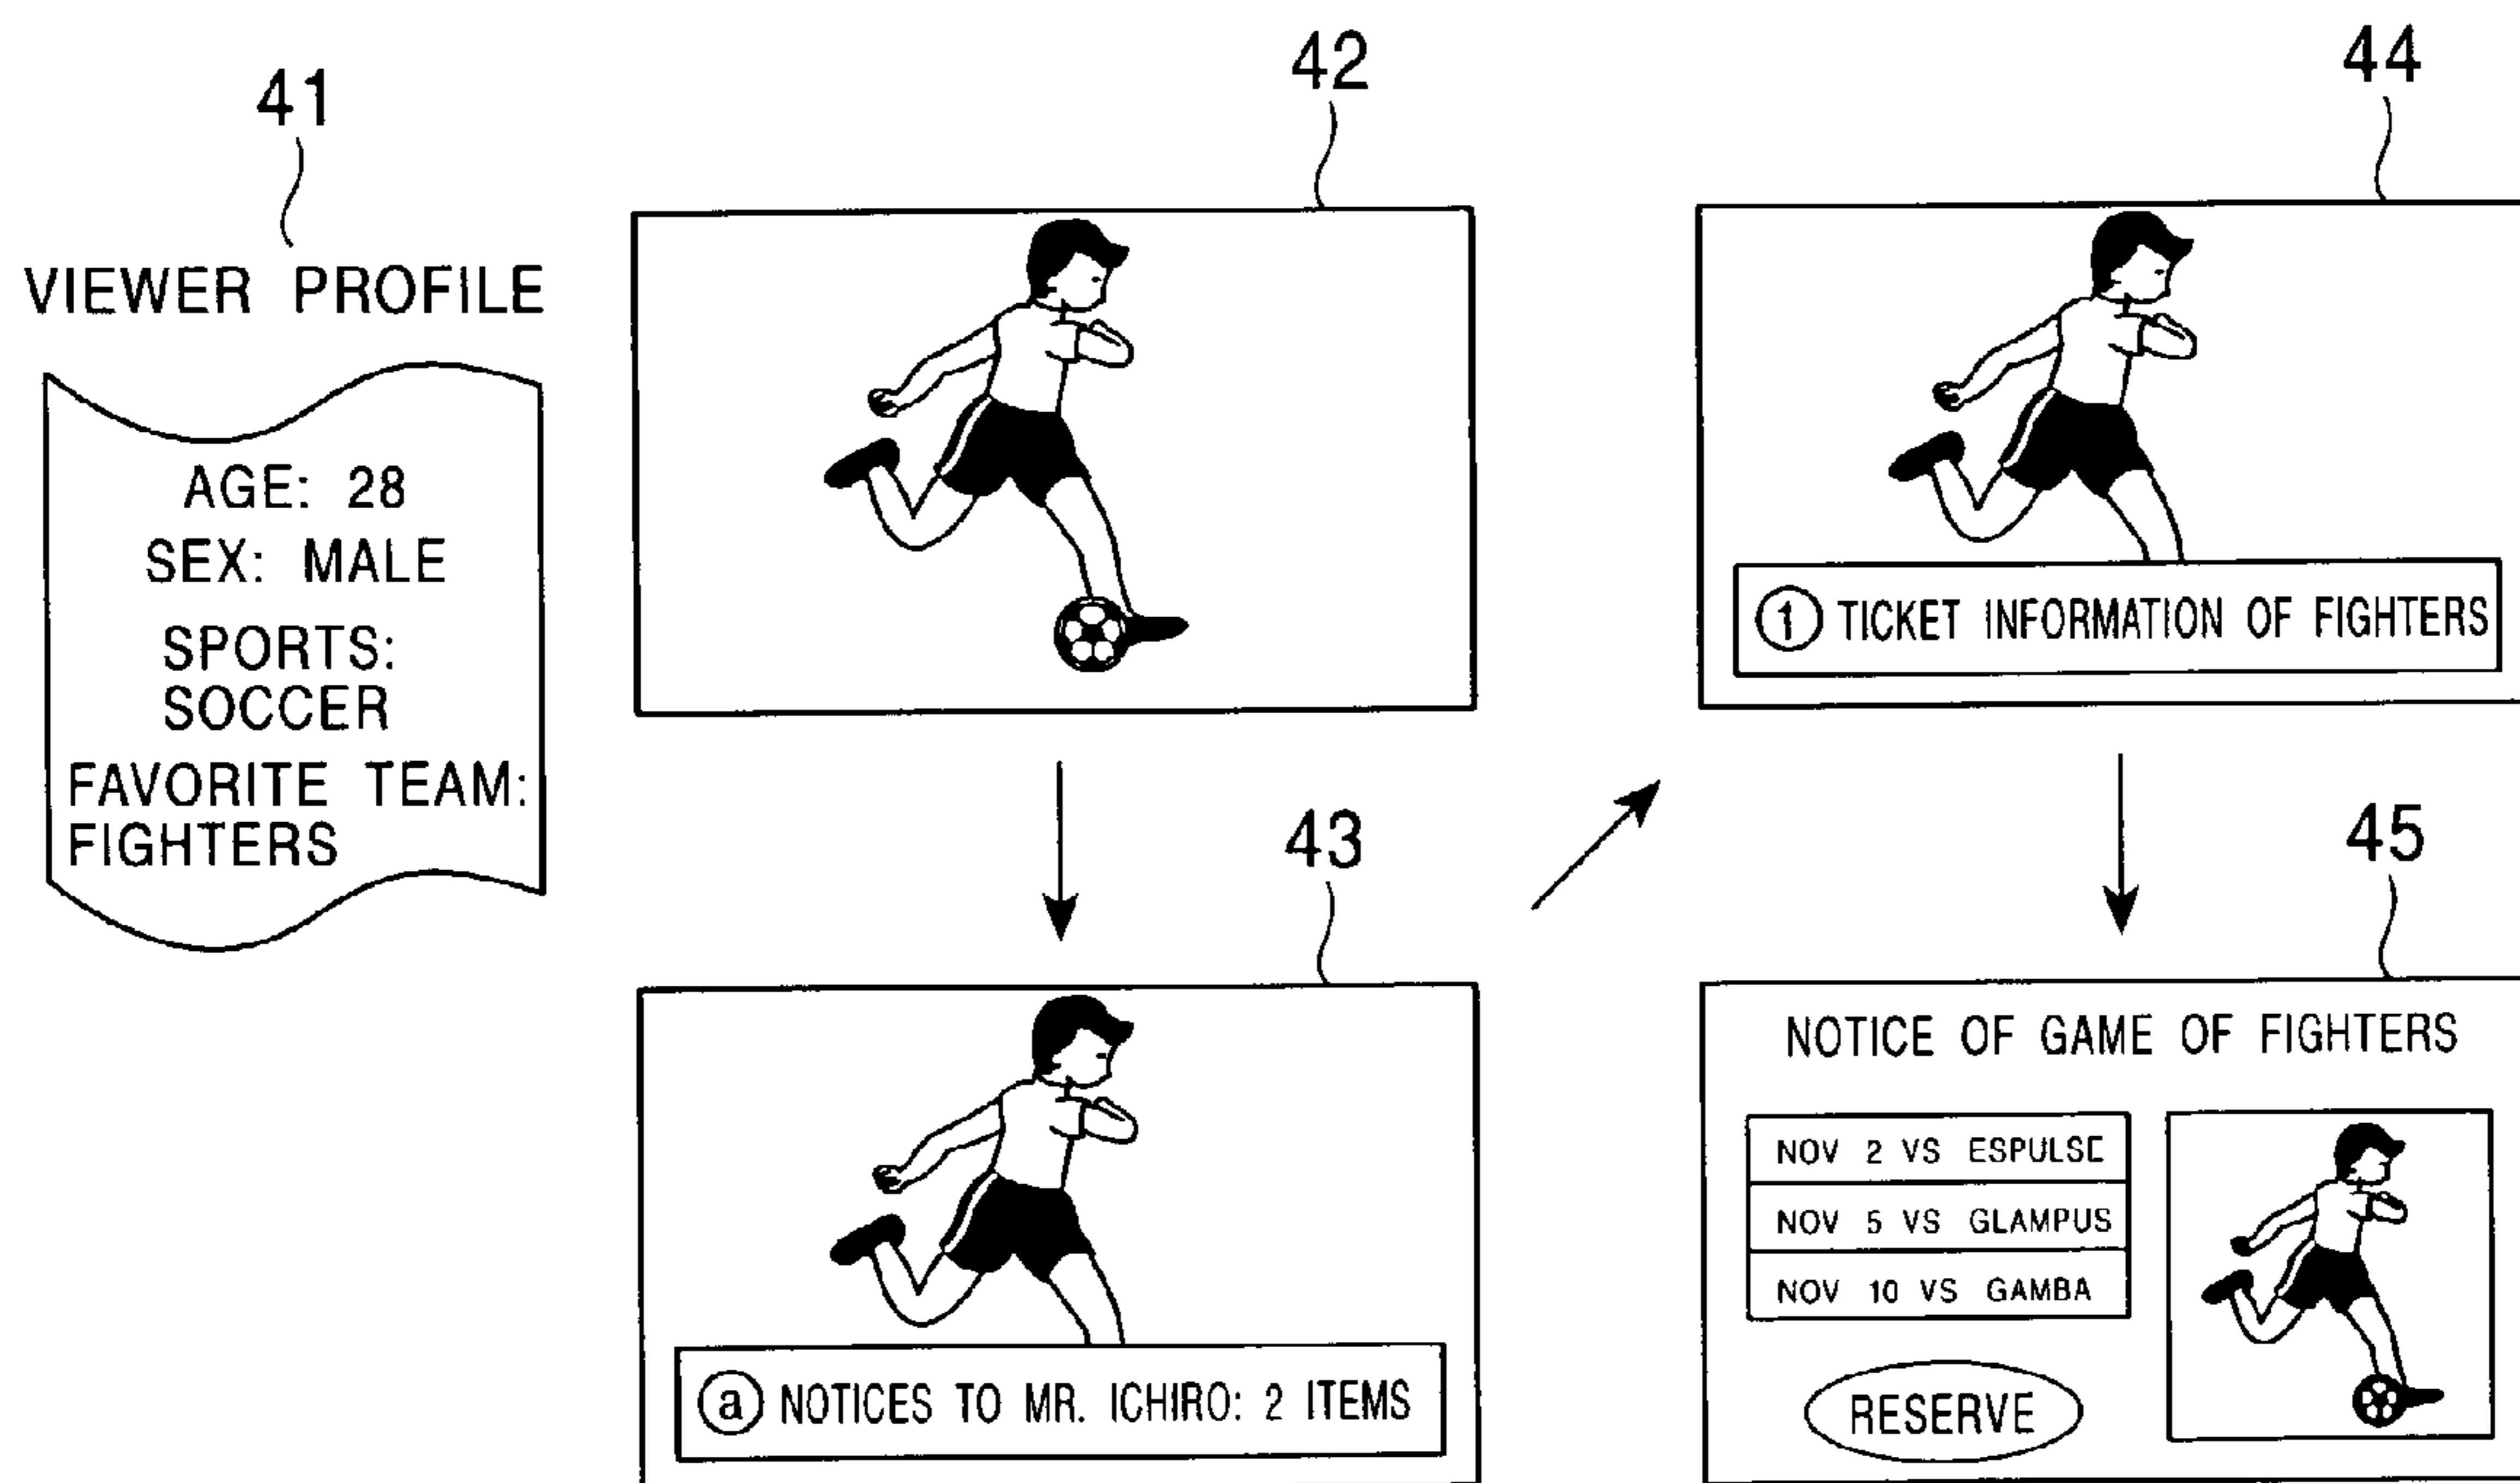 41
VIEWER PROFILE
AGE: 28
SEX: MALE
SPORTS:
SOCCER
FAVORITE TEAM:
FIGHTERS
42
43
ⓐ NOTICES TO MR. ICHIRO: 2 ITEMS
44
① TICKET INFORMATION OF FIGHTERS
45
NOTICE OF GAME OF FIGHTERS
NOV 2 VS ESPULSE
NOV 5 VS GLAMPUS
NOV 10 VS GAMBA
RESERVE